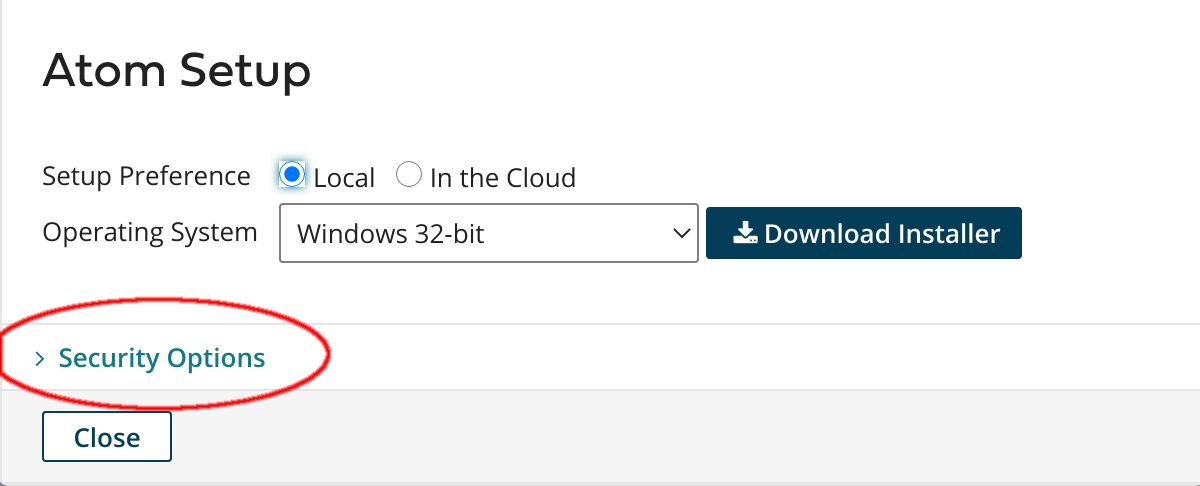 Atom Setup
Setup Preference Local In the Cloud
Operating System Windows 32-bit Download Installer
Security Options
Close